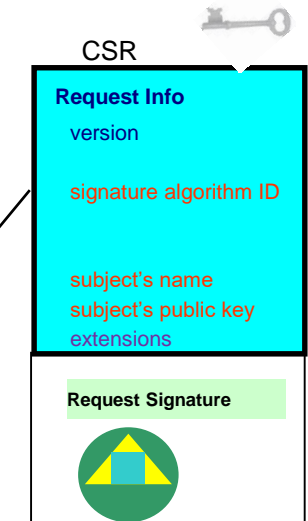 CSR
Request Info
version
signature algorithm ID
subject's name
subject's public key
extensions
Request Signature